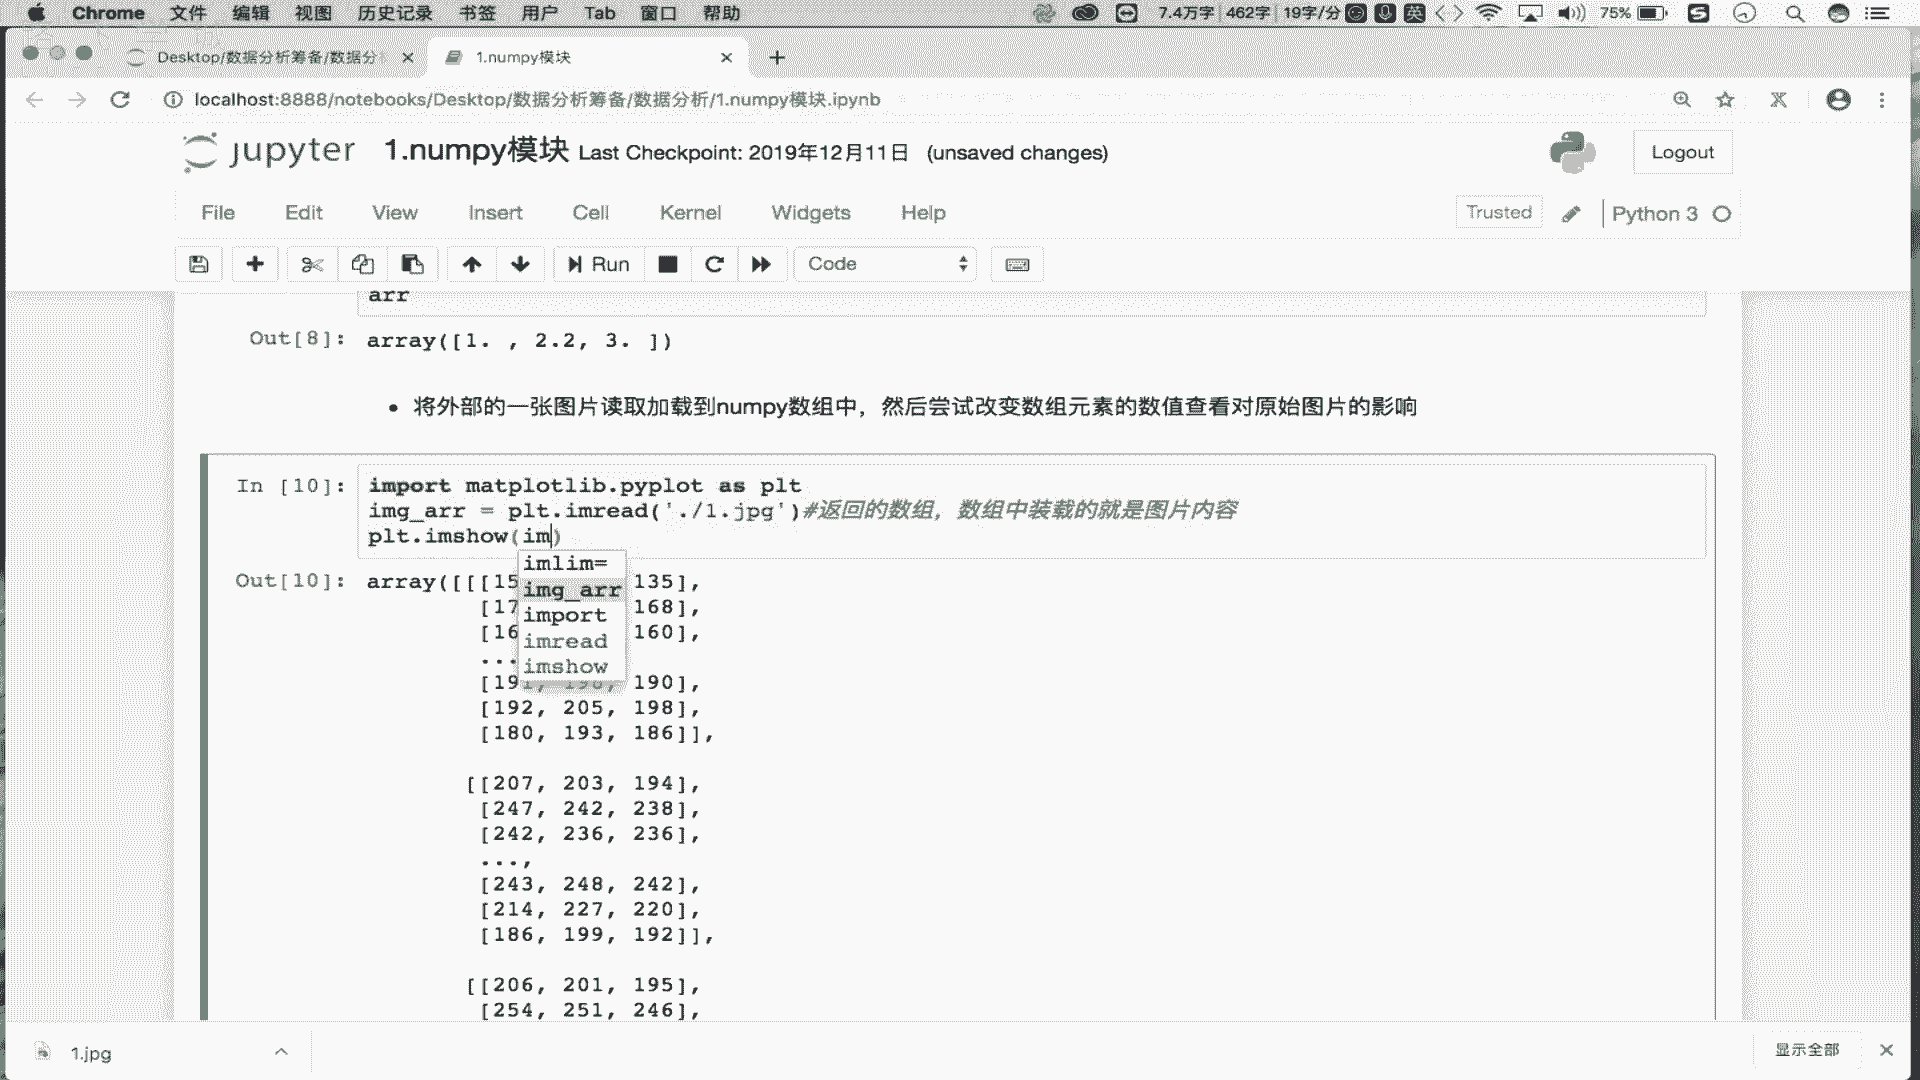 Chrome 文件 编辑 视图 历史记录 书签 用户 Tab 窗口 帮助 7.4万字 462字 19字/分 英 75%
Desktop/数据分析筹备/数据分 1.numpy模块
localhost:8888/notebooks/Desktop/数据分析筹备/数据分析/1.numpy模块.ipynb
jupyter 1.numpy模块 Last Checkpoint: 2019年12月11日 (unsaved changes) Logout
File Edit View Insert Cell Kernel Widgets Help Trusted Python 3
Run Code
arr
Out[8]: array([1. , 2.2, 3. ])
• 将外部的一张图片读取加载到numpy数组中，然后尝试改变数组元素的数值查看对原始图片的影响
In [10]: import matplotlib.pyplot as plt
img_arr = plt.imread('./1.jpg')#返回的数组，数组中装载的就是图片内容
plt.imshow(im)
imlim=
img_arr
import
imread
imshow
Out[10]: array([[[15 135],
[17 168],
[16 160],
...
[191, 198, 190],
[192, 205, 198],
[180, 193, 186]],
[[207, 203, 194],
[247, 242, 238],
[242, 236, 236],
...,
[243, 248, 242],
[214, 227, 220],
[186, 199, 192]],
[[206, 201, 195],
[254, 251, 246],
1.jpg 显示全部